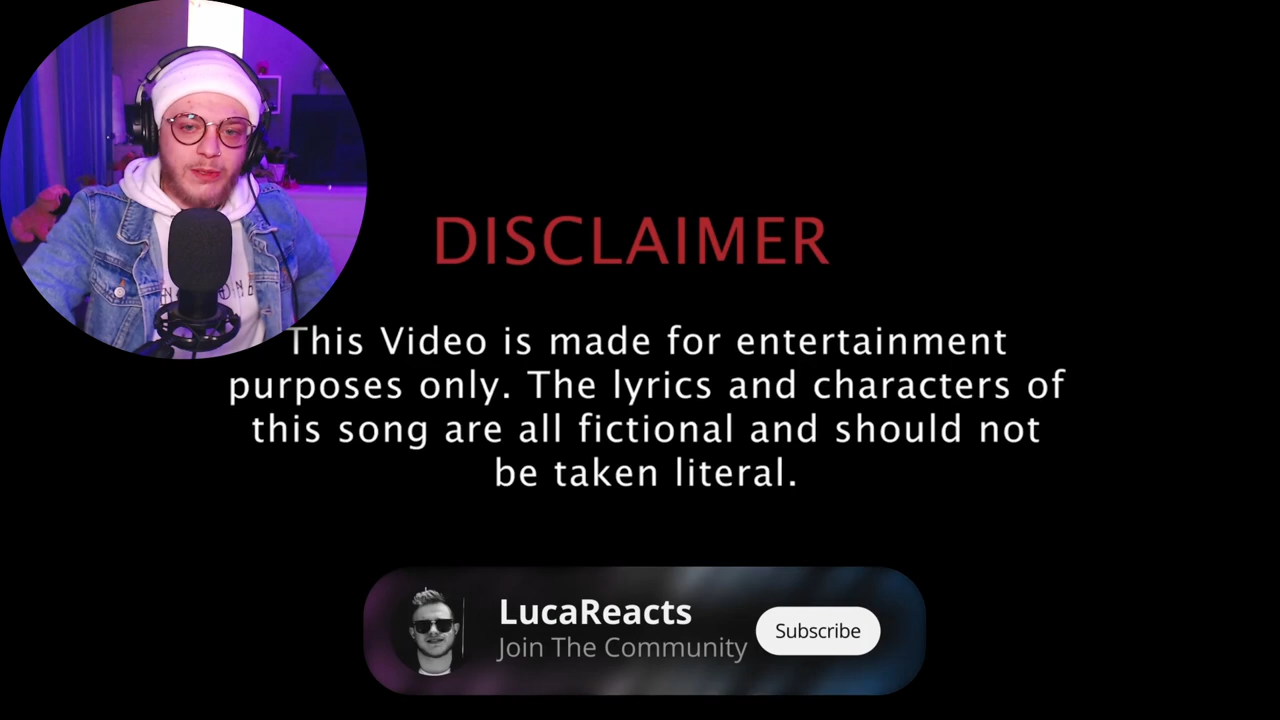 DISCLAIMER
This Video is made for entertainment
purposes only. The lyrics and characters of
this song are all fictional and should not
be taken literal.
LucaReacts
Join The Community
Subscribe